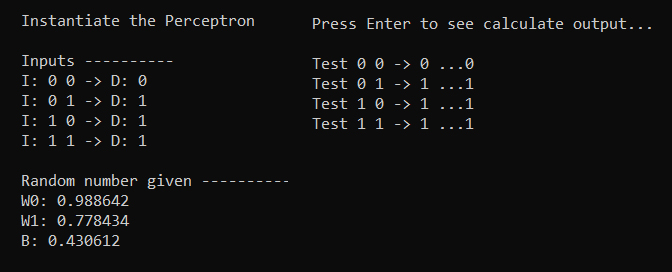 Instantiate the Perceptron
Inputs ----------
I: 0 0 -> D: 0
I: 0 1 -> D: 1
I: 1 0 -> D: 1
I: 1 1 -> D: 1
Random number given ----------
W0: 0.988642
W1: 0.778434
B: 0.430612
Press Enter to see calculate output...
Test 0 0 -> 0 ...0
Test 0 1 -> 1 ...1
Test 1 0 -> 1 ...1
Test 1 1 -> 1 ...1